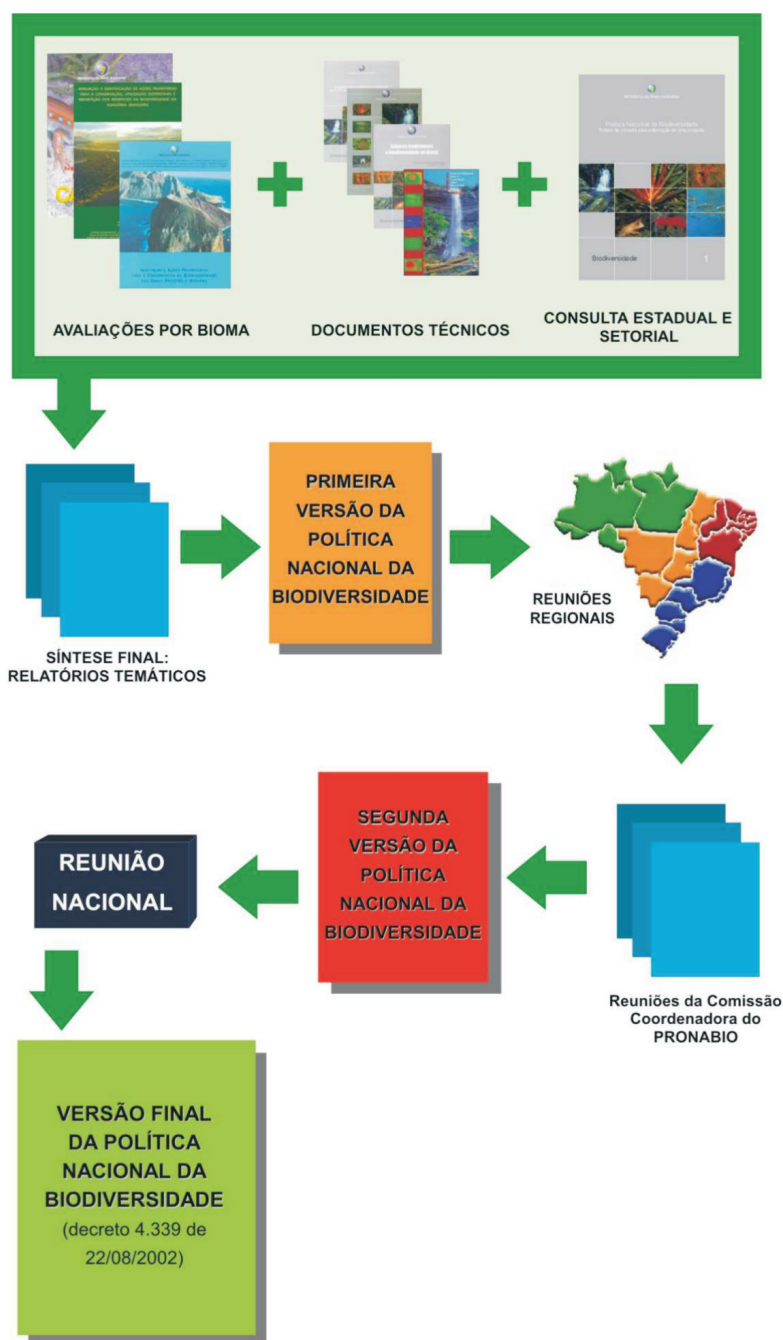 AVALIAÇÕES POR BIOMA
DOCUMENTOS TÉCNICOS
CONSULTA ESTADUAL E
SETORIAL
Biodiversidade 1
SÍNTESE FINAL:
RELATÓRIOS TEMÁTICOS
PRIMEIRA
VERSÃO DA
POLÍTICA
NACIONAL DA
BIODIVERSIDADE
REUNIÕES
REGIONAIS
Reuniões da Comissão
Coordenadora do
PRONABIO
SEGUNDA
VERSÃO DA
POLÍTICA
NACIONAL DA
BIODIVERSIDADE
REUNIÃO
NACIONAL
VERSÃO FINAL
DA POLÍTICA
NACIONAL DA
BIODIVERSIDADE
(decreto 4.339 de
22/08/2002)